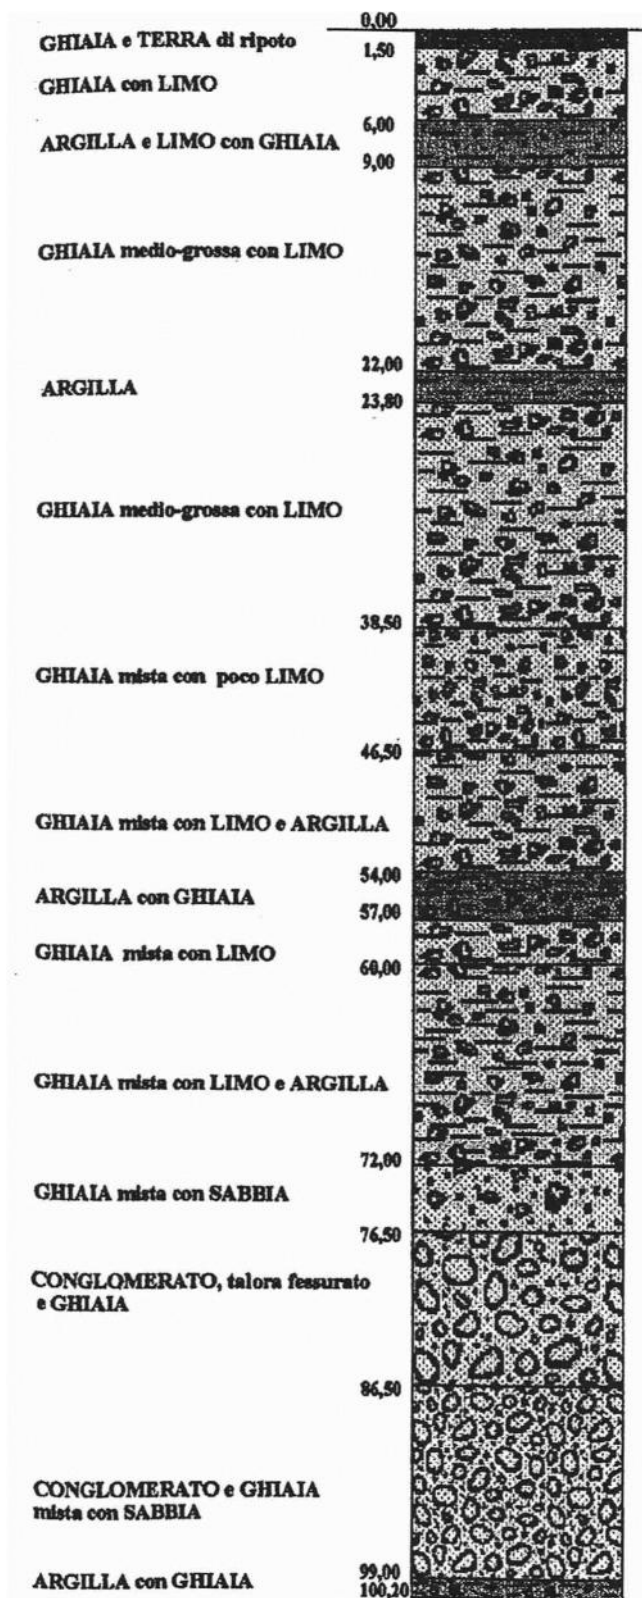 0,00
GHIAIA e TERRA di ripoto
1,50
GHIAIA con LIMO
6,00
ARGILLA e LIMO con GHIAIA
9,00
GHIAIA medio-grossa con LIMO
22,00
ARGILLA
23,80
GHIAIA medio-grossa con LIMO
38,50
GHIAIA mista con poco LIMO
46,50
GHIAIA mista con LIMO e ARGILLA
54,00
ARGILLA con GHIAIA
57,00
GHIAIA mista con LIMO
60,00
GHIAIA mista con LIMO e ARGILLA
72,00
GHIAIA mista con SABBIA
76,50
CONGLOMERATO, talora fessurato
e GHIAIA
86,50
CONGLOMERATO e GHIAIA
mista con SABBIA
99,00
ARGILLA con GHIAIA
100,20